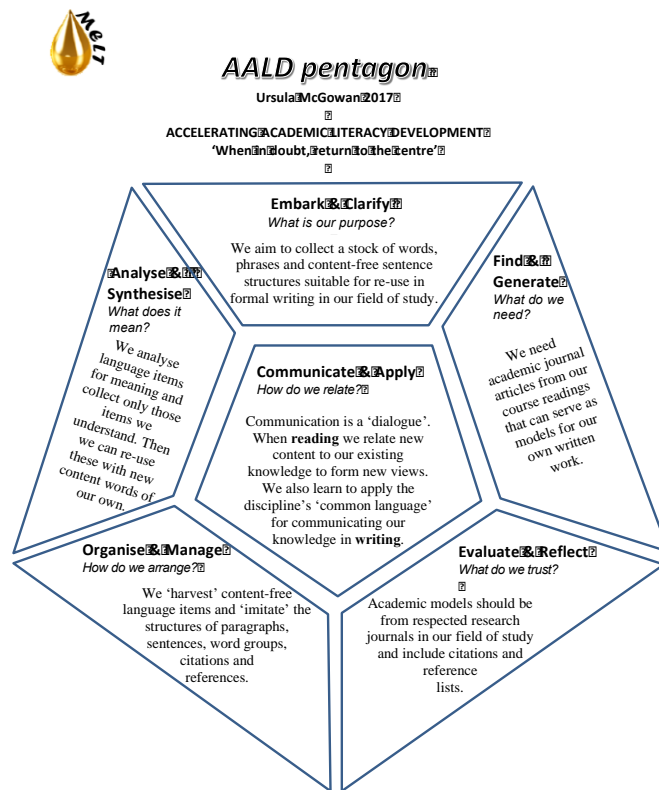 MELT
AALD pentagon
Ursula McGowan 2017
ACCELERATING ACADEMIC LITERACY DEVELOPMENT
‘When in doubt, return to the centre’
Embark & Clarify
What is our purpose?
We aim to collect a stock of words,
phrases and content-free sentence
structures suitable for re-use in
formal writing in our field of study.
Find &
Generate
What do we
need?
We need
academic journal
articles from our
course readings
that can serve as
models for our
own written
work.
Analyse &
Synthesise
What does it
mean?
We analyse
language items
for meaning and
collect only those
items we
understand. Then
we can re-use
these with new
content words of
our own.
Communicate & Apply
How do we relate?
Communication is a ‘dialogue’.
When reading we relate new
content to our existing
knowledge to form new views.
We also learn to apply the
discipline’s ‘common language’
for communicating our
knowledge in writing.
Organise & Manage
How do we arrange?
We ‘harvest’ content-free
language items and ‘imitate’ the
structures of paragraphs,
sentences, word groups,
citations and
references.
Evaluate & Reflect
What do we trust?
Academic models should be
from respected research
journals in our field of study
and include citations and
reference
lists.